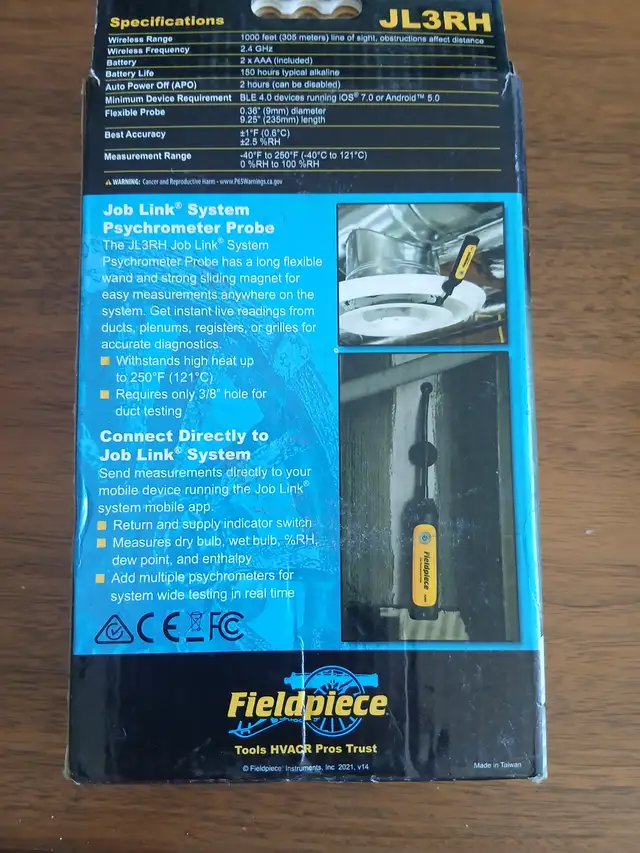 Specifications JL3RH
Wireless Range 1000 feet (305 meters) line of sight, obstructions affect distance
Wireless Frequency 2.4 GHz
Battery 2 x AAA (included)
Battery Life 150 hours typical alkaline
Auto Power Off (APO) 2 hours (can be disabled)
Minimum Device Requirement BLE 4.0 devices running iOS® 7.0 or Android™ 5.0
Flexible Probe 0.36" (9mm) diameter
9.25" (235mm) length
Best Accuracy ±1°F (0.6°C)
±2.5 %RH
Measurement Range -40°F to 250°F (-40°C to 121°C)
0 %RH to 100 %RH
WARNING: Cancer and Reproductive Harm - www.P65Warnings.ca.gov
Job Link® System
Psychrometer Probe
The JL3RH Job Link® System
Psychrometer Probe has a long flexible
wand and strong sliding magnet for
easy measurements anywhere on the
system. Get instant live readings from
ducts, plenums, registers, or grilles for
accurate diagnostics.
Withstands high heat up
to 250°F (121°C)
Requires only 3/8" hole for
duct testing
Connect Directly to
Job Link® System
Send measurements directly to your
mobile device running the Job Link®
system mobile app.
Return and supply indicator switch
Measures dry bulb, wet bulb, %RH,
dew point, and enthalpy
Add multiple psychrometers for
system wide testing in real time
CE FC
Fieldpiece
Fieldpiece
Tools HVACR Pros Trust
© Fieldpiece Instruments, Inc 2021, v14
Made in Taiwan